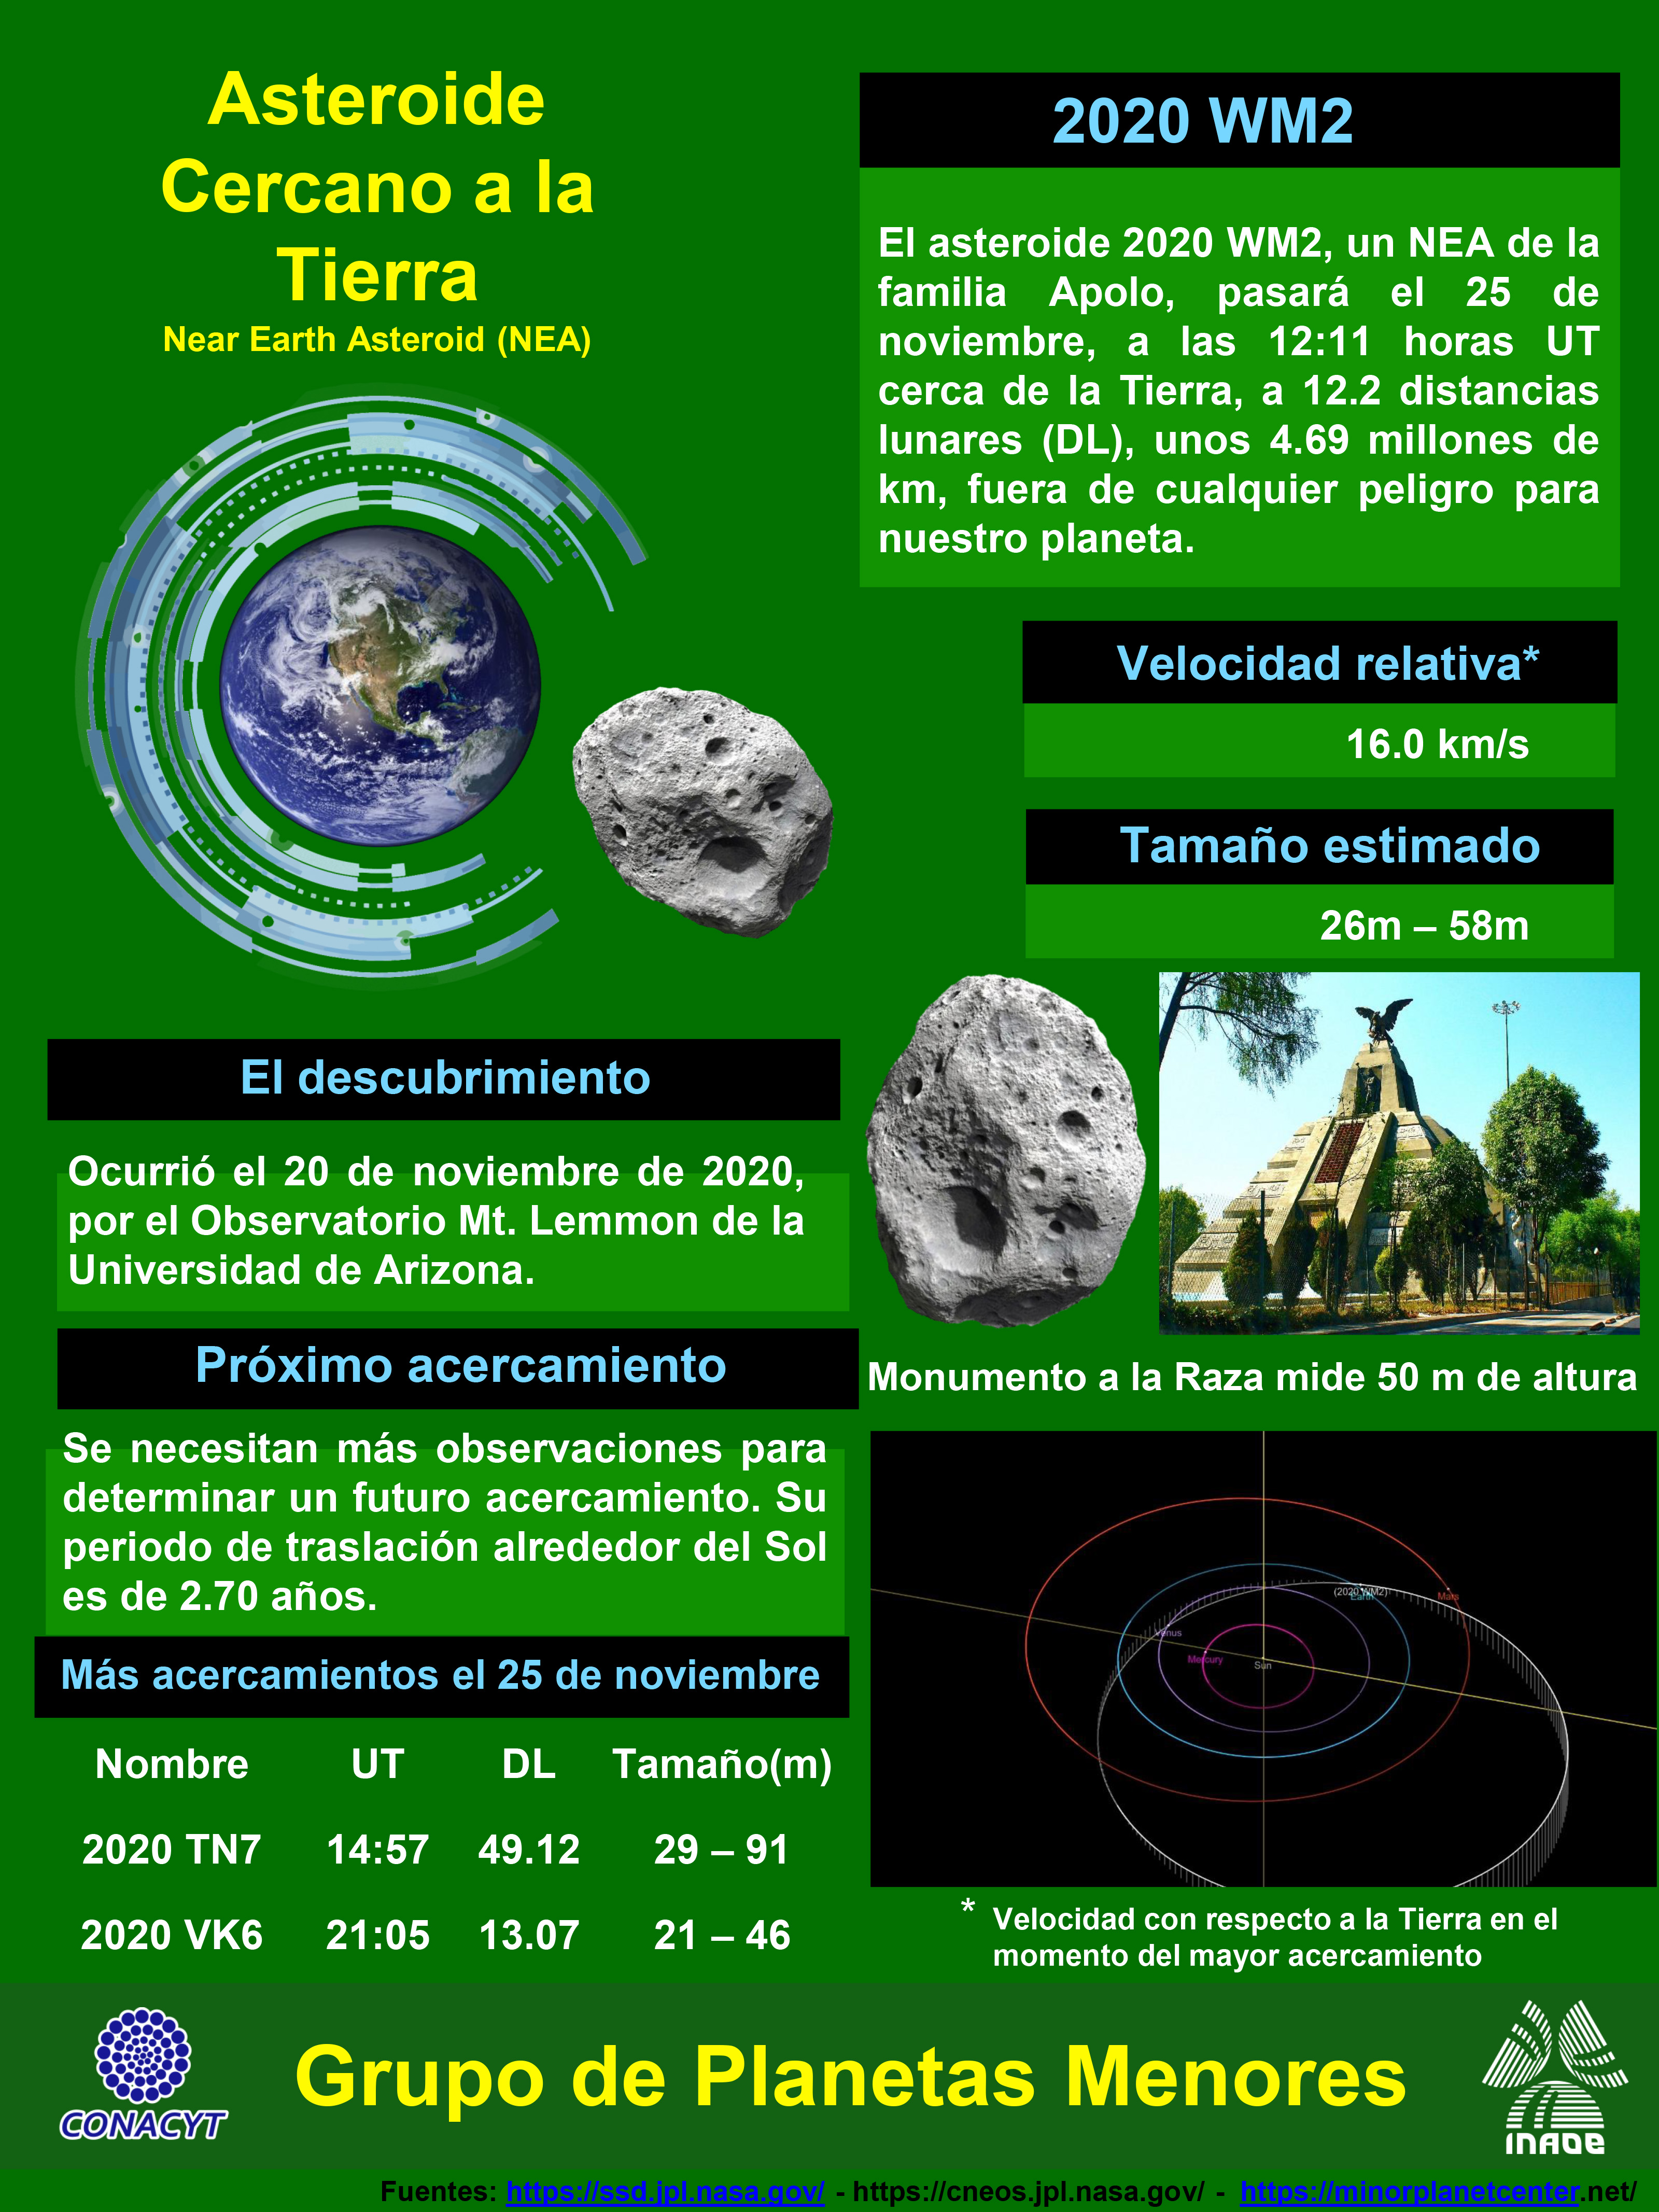 Asteroide
Cercano a la
Tierra
Near Earth Asteroid (NEA)
2020 WM2
El asteroide 2020 WM2, un NEA de la
familia Apolo, pasará el 25 de
noviembre, a las 12:11 horas UT
cerca de la Tierra, a 12.2 distancias
lunares (DL), unos 4.69 millones de
km, fuera de cualquier peligro para
nuestro planeta.
Velocidad relativa*
16.0 km/s
Tamaño estimado
26m – 58m
El descubrimiento
Ocurrió el 20 de noviembre de 2020,
por el Observatorio Mt. Lemmon de la
Universidad de Arizona.
Monumento a la Raza mide 50 m de altura
Próximo acercamiento
Se necesitan más observaciones para
determinar un futuro acercamiento. Su
periodo de traslación alrededor del Sol
es de 2.70 años.
(2020 WM2)
Earth
Mars
Venus
Mercury
Sun
Más acercamientos el 25 de noviembre
Nombre UT DL Tamaño(m)
2020 TN7 14:57 49.12 29 – 91
2020 VK6 21:05 13.07 21 – 46
* Velocidad con respecto a la Tierra en el
momento del mayor acercamiento
CONACYT
Grupo de Planetas Menores
INAOE
Fuentes: https://ssd.jpl.nasa.gov/ - https://cneos.jpl.nasa.gov/ - https://minorplanetcenter.net/